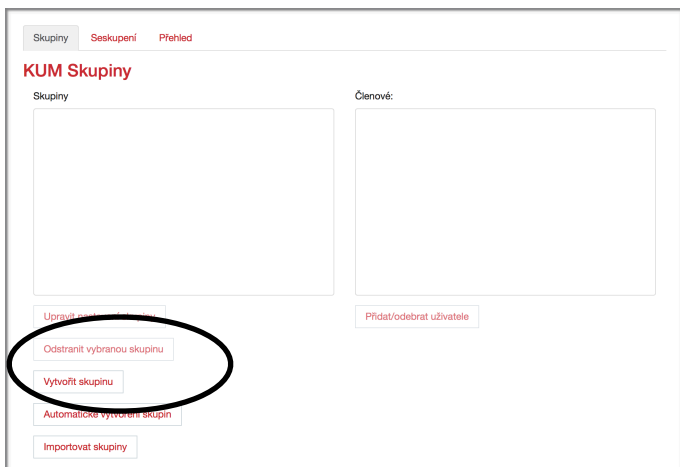 Skupiny Seskupení Přehled
KUM Skupiny
Skupiny
Členové:
Upravit skupiny
Přidat/odebrat uživatele
Odstranit vybranou skupinu
Vytvořit skupinu
Automatické vytvoření skupin
Importovat skupiny